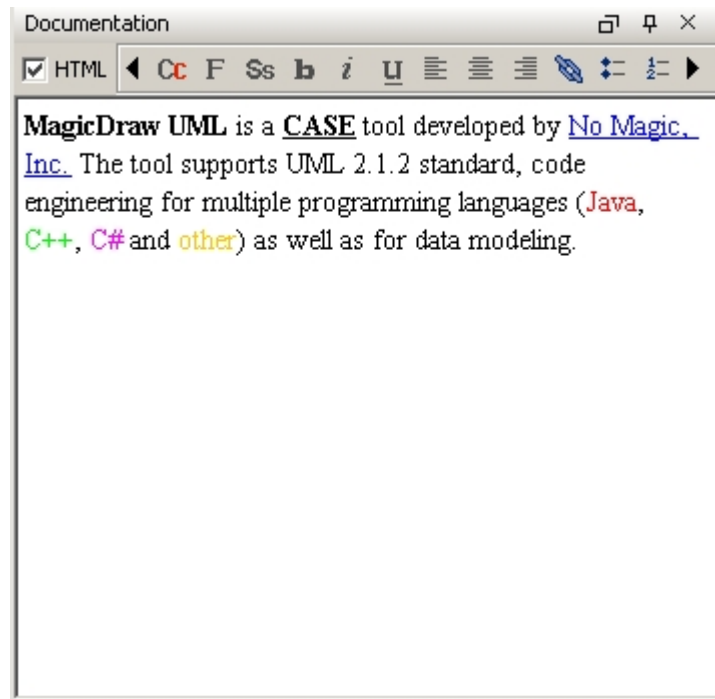 Documentation
HTML Cc F Ss b i U
MagicDraw UML is a CASE tool developed by No Magic,
Inc. The tool supports UML 2.1.2 standard, code
engineering for multiple programming languages (Java,
C++, C# and other) as well as for data modeling.